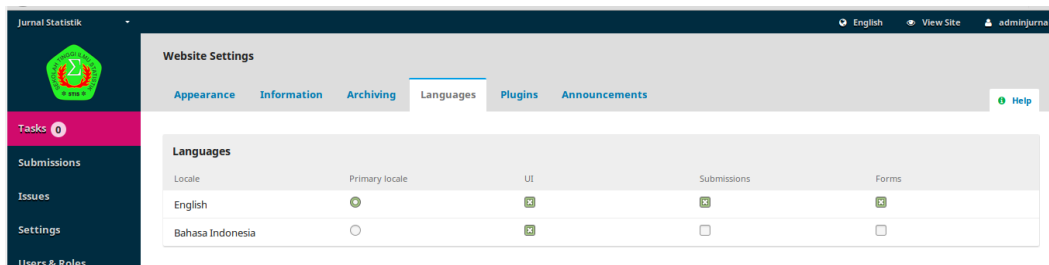 Jurnal Statistik English View Site adminjurna
Website Settings
Appearance Information Archiving Languages Plugins Announcements
Help
Tasks 0
Submissions
Issues
Settings
Users & Roles
Languages
Locale Primary locale UI Submissions Forms
English
Bahasa Indonesia